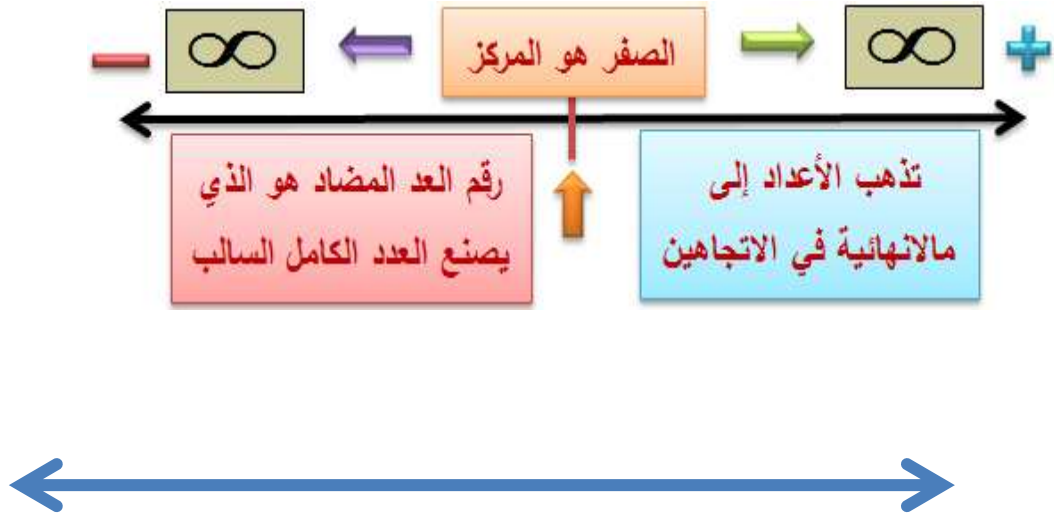 − ∞ الصفر هو المركز ∞ +
تذهب الأعداد إلى
مالانهائية في الاتجاهين
رقم العد المضاد هو الذي
يصنع العدد الكامل السالب